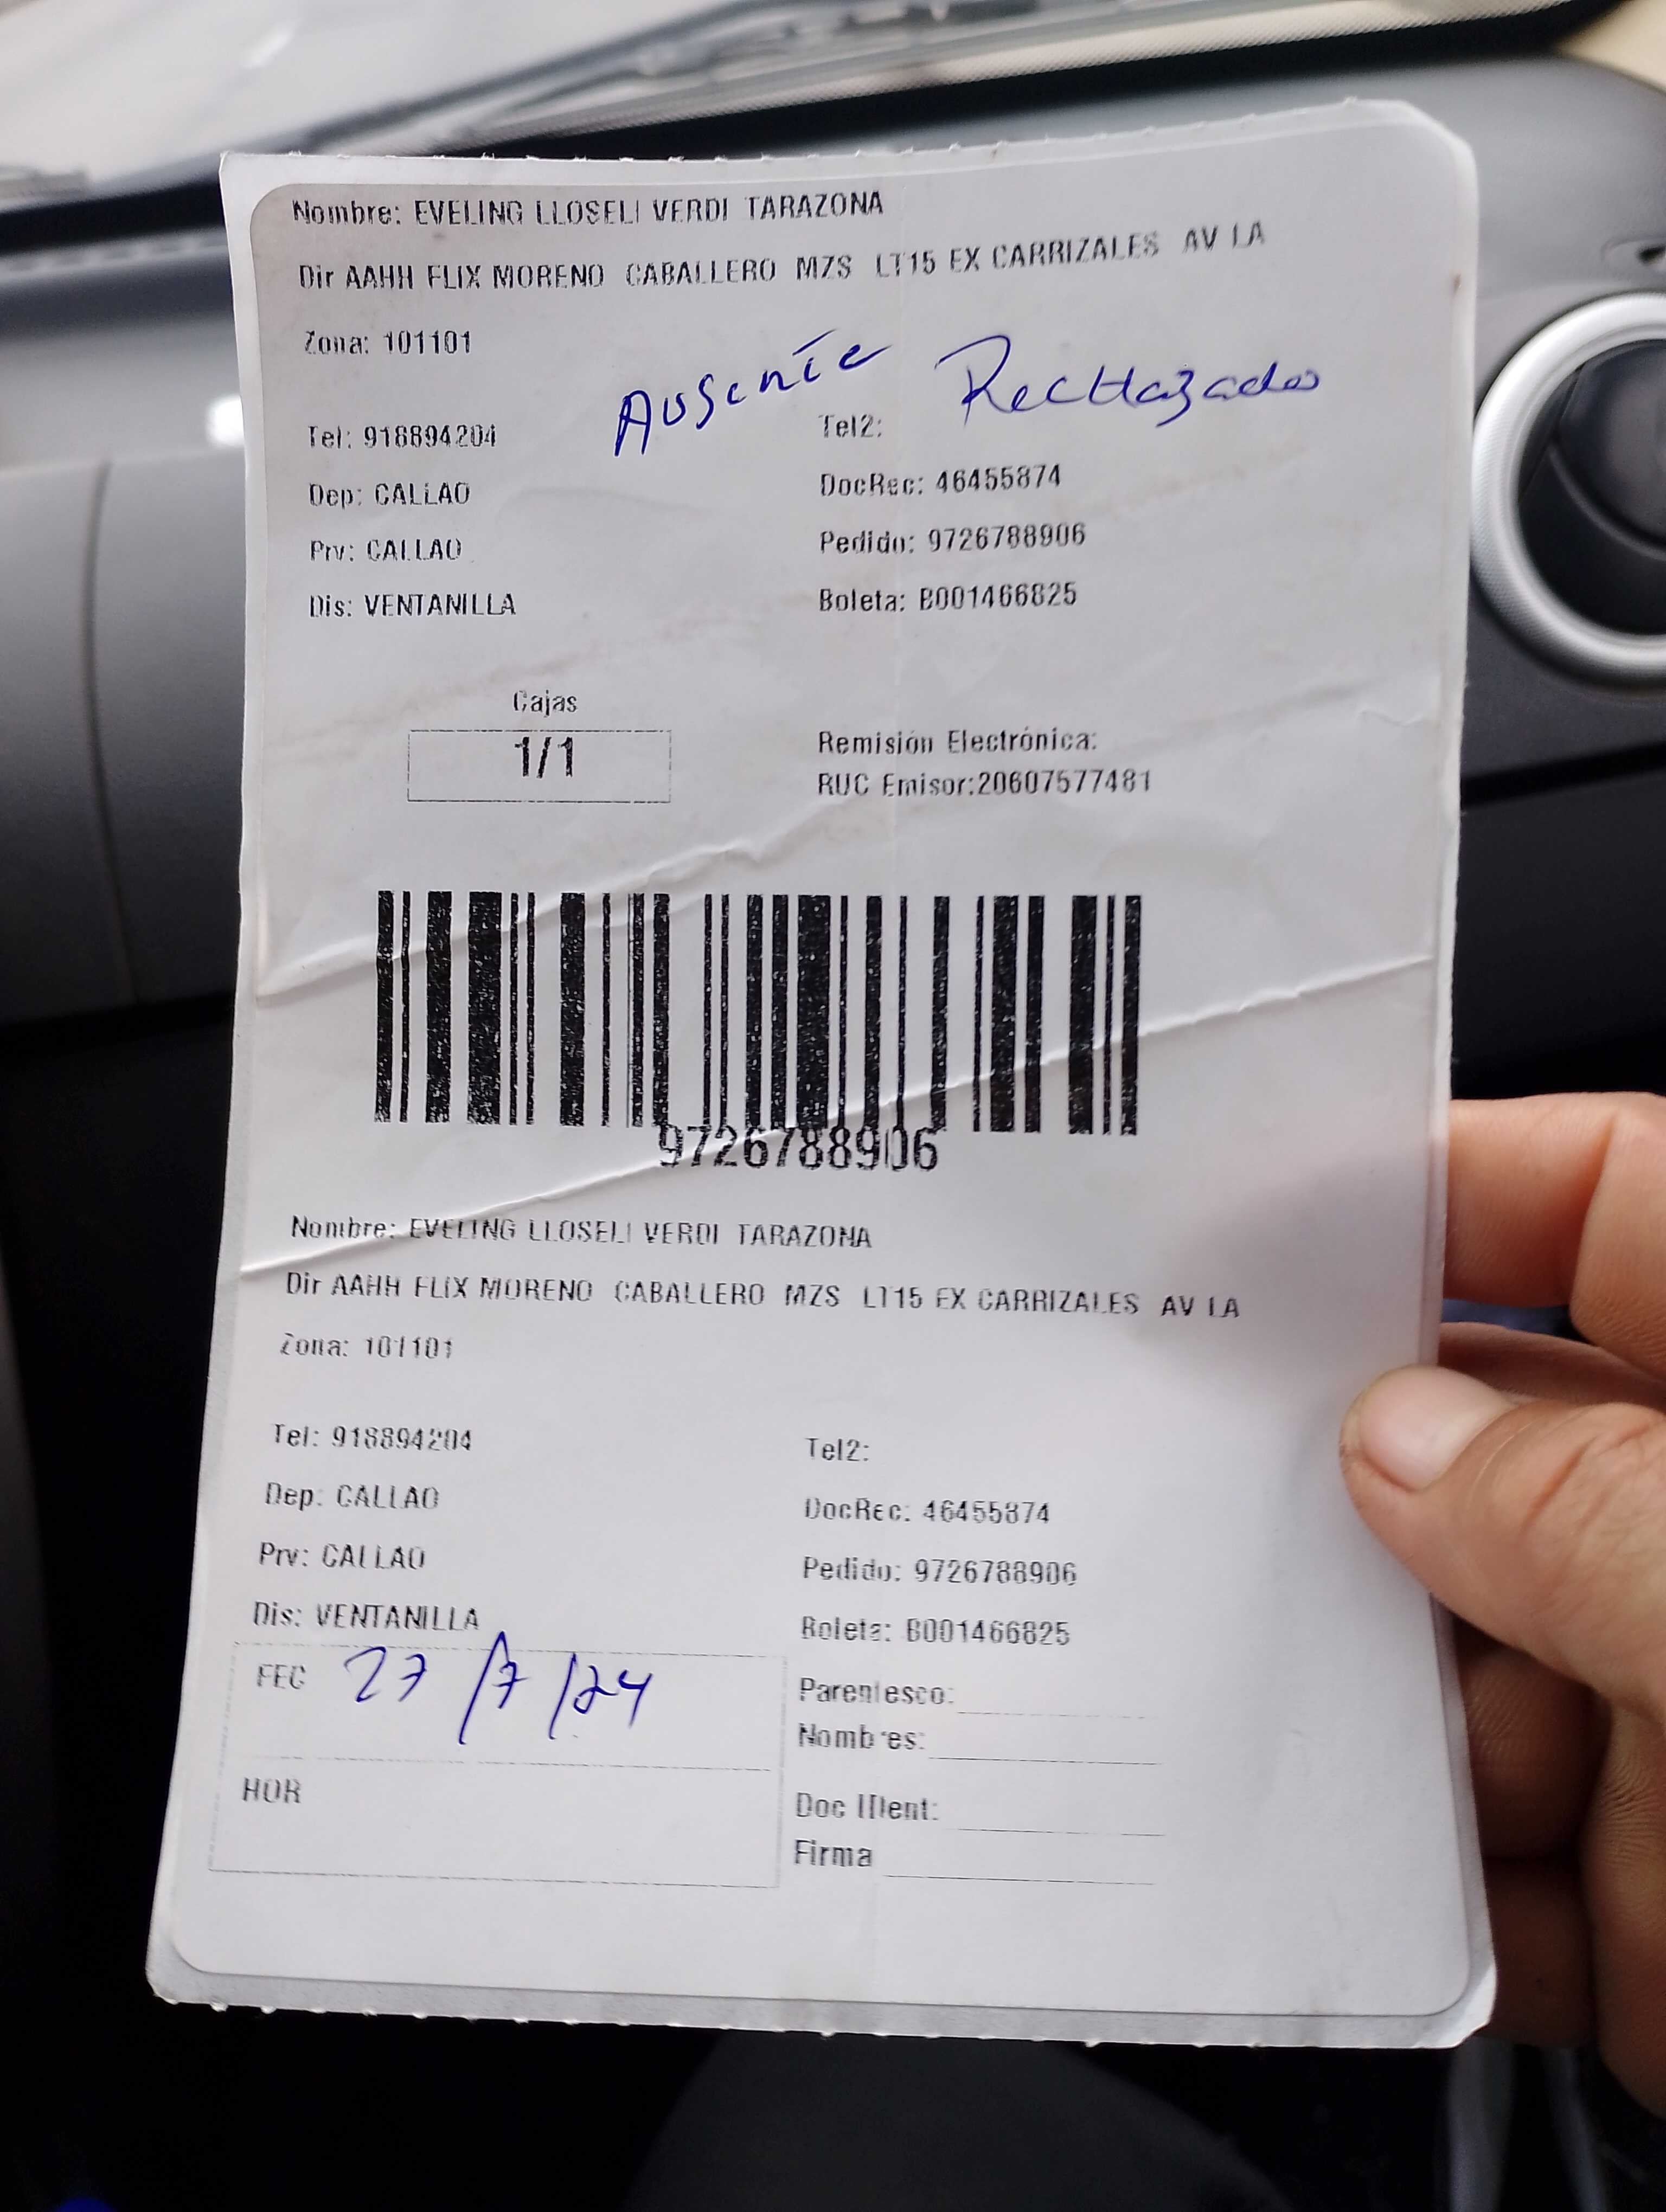 Nombre: EVELING LLOSELI VERDI TARAZONA
Dir AAHH FLIX MORENO CABALLERO MZS LT15 EX CARRIZALES AV LA
Zona: 101101
Ausente Rechazado
Tel: 918894204 Tel2:
Dep: CALLAO DocRec: 46455874
Prv: CALLAO Pedido: 9726788906
Dis: VENTANILLA Boleta: B001466825
Cajas
1/1
Remisión Electrónica:
RUC Emisor:20607577481
9726788906
Nombre: EVELING LLOSELI VERDI TARAZONA
Dir AAHH FLIX MORENO CABALLERO MZS LT15 EX CARRIZALES AV LA
Zona: 101101
Tel: 918894204 Tel2:
Dep: CALLAO DocRec: 46455874
Prv: CALLAO Pedido: 9726788906
Dis: VENTANILLA Boleta: B001466825
FEC 27/7/24
Parentesco:
Nombres:
HOR
Doc IDent:
Firma